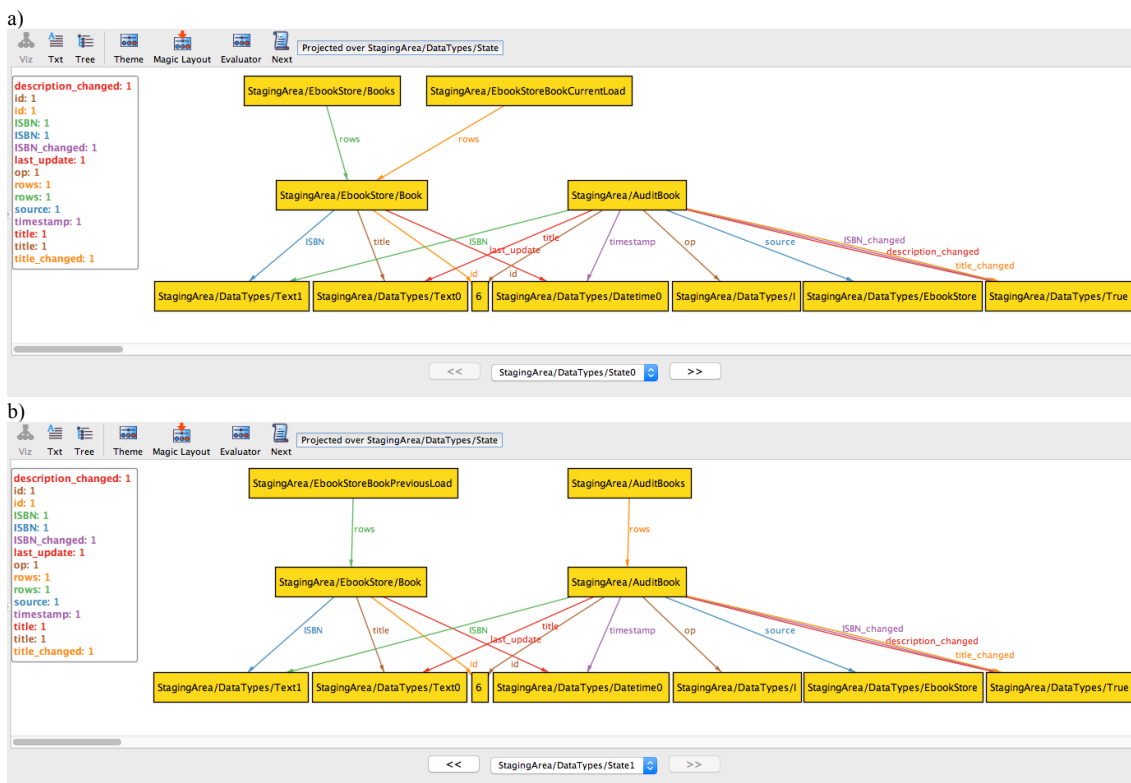 a)
Viz Txt Tree Theme Magic Layout Evaluator Next Projected over StagingArea/DataTypes/State
description_changed: 1
id: 1
id: 1
ISBN: 1
ISBN: 1
ISBN_changed: 1
last_update: 1
op: 1
rows: 1
rows: 1
source: 1
timestamp: 1
title: 1
title: 1
title_changed: 1
StagingArea/EbookStore/Books StagingArea/EbookStoreBookCurrentLoad
rows rows
StagingArea/EbookStore/Book StagingArea/AuditBook
ISBN title ISBN last_update title timestamp op source ISBN_changed
description_changed
title_changed
id id
StagingArea/DataTypes/Text1 StagingArea/DataTypes/Text0 6 StagingArea/DataTypes/Datetime0 StagingArea/DataTypes/I StagingArea/DataTypes/EbookStore StagingArea/DataTypes/True
<< StagingArea/DataTypes/State0 >>
b)
Viz Txt Tree Theme Magic Layout Evaluator Next Projected over StagingArea/DataTypes/State
description_changed: 1
id: 1
id: 1
ISBN: 1
ISBN: 1
ISBN_changed: 1
last_update: 1
op: 1
rows: 1
rows: 1
source: 1
timestamp: 1
title: 1
title: 1
title_changed: 1
StagingArea/EbookStoreBookPreviousLoad StagingArea/AuditBooks
rows rows
StagingArea/EbookStore/Book StagingArea/AuditBook
ISBN title ISBN last_update title timestamp op source ISBN_changed
description_changed
title_changed
id id
StagingArea/DataTypes/Text1 StagingArea/DataTypes/Text0 6 StagingArea/DataTypes/Datetime0 StagingArea/DataTypes/I StagingArea/DataTypes/EbookStore StagingArea/DataTypes/True
<< StagingArea/DataTypes/State1 >>